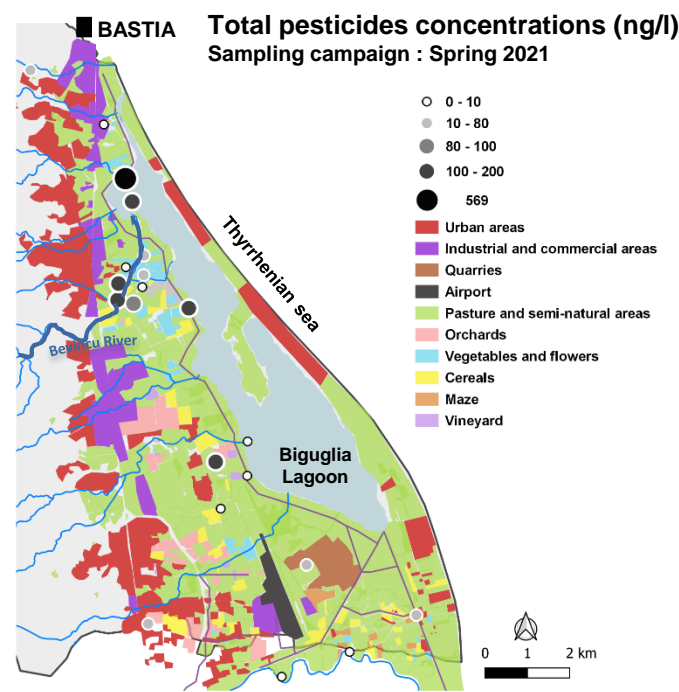 BASTIA
Total pesticides concentrations (ng/l)
Sampling campaign : Spring 2021
0 - 10
10 - 80
80 - 100
100 - 200
569
Urban areas
Industrial and commercial areas
Quarries
Airport
Pasture and semi-natural areas
Orchards
Vegetables and flowers
Cereals
Maze
Vineyard
Thyrrhenian sea
Bevincu River
Biguglia
Lagoon
0 1 2 km